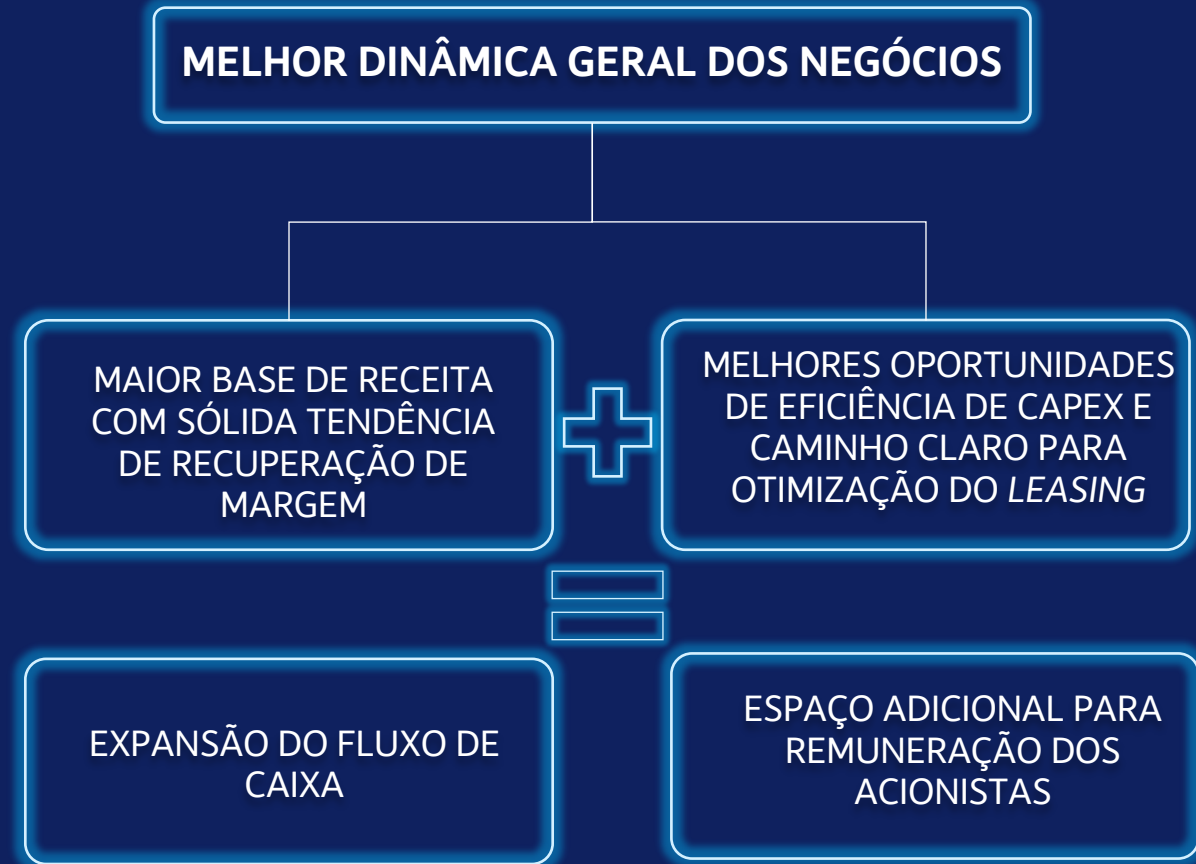 MELHOR DINÂMICA GERAL DOS NEGÓCIOS
MAIOR BASE DE RECEITA
COM SÓLIDA TENDÊNCIA
DE RECUPERAÇÃO DE
MARGEM
MELHORES OPORTUNIDADES
DE EFICIÊNCIA DE CAPEX E
CAMINHO CLARO PARA
OTIMIZAÇÃO DO LEASING
EXPANSÃO DO FLUXO DE
CAIXA
ESPAÇO ADICIONAL PARA
REMUNERAÇÃO DOS
ACIONISTAS